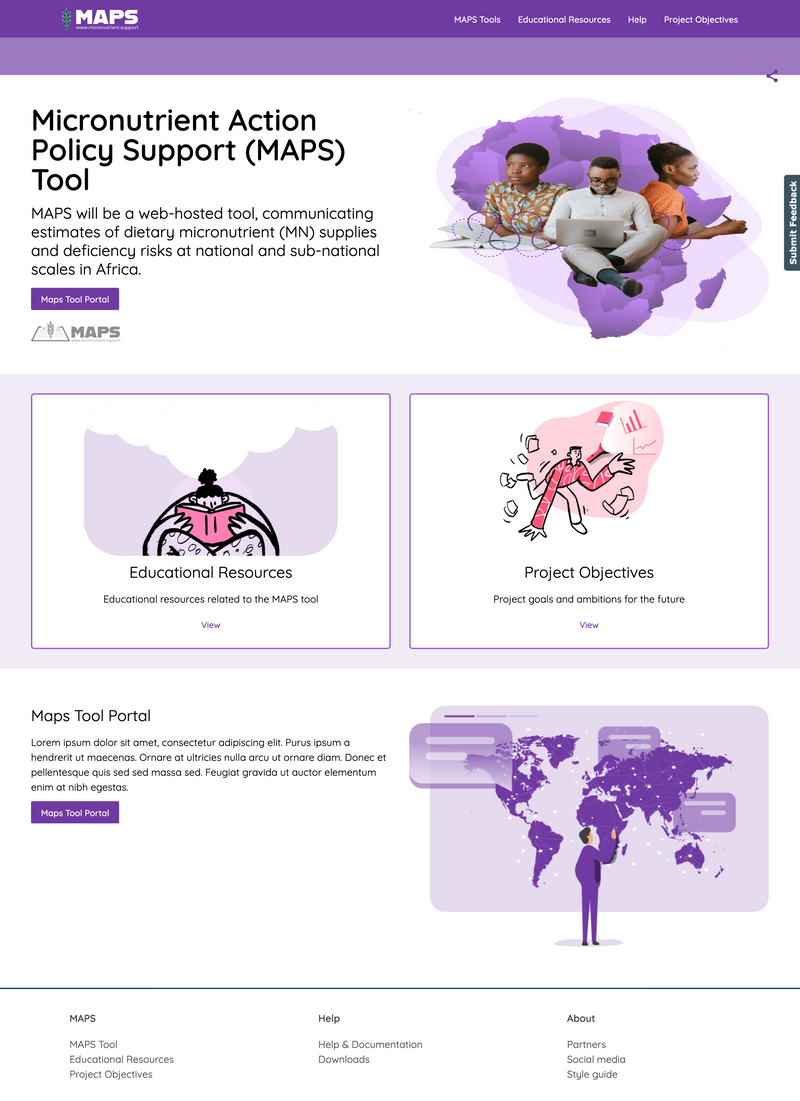 MAPS
www.micronutrient.support
MAPS Tools
Educational Resources
Help
Project Objectives
Micronutrient Action
Policy Support (MAPS)
Tool
MAPS will be a web-hosted tool, communicating
estimates of dietary micronutrient (MN) supplies
and deficiency risks at national and sub-national
scales in Africa.
Maps Tool Portal
MAPS
www.micronutrient.support
Submit Feedback
Educational Resources
Educational resources related to the MAPS tool
View
Project Objectives
Project goals and ambitions for the future
View
Maps Tool Portal
Lorem ipsum dolor sit amet, consectetur adipiscing elit. Purus ipsum a
hendrerit ut maecenas. Ornare at ultricies nulla arcu ut ornare diam. Donec et
pellentesque quis sed sed massa sed. Feugiat gravida ut auctor elementum
enim at nibh egestas.
Maps Tool Portal
MAPS
MAPS Tool
Educational Resources
Project Objectives
Help
Help & Documentation
Downloads
About
Partners
Social media
Style guide